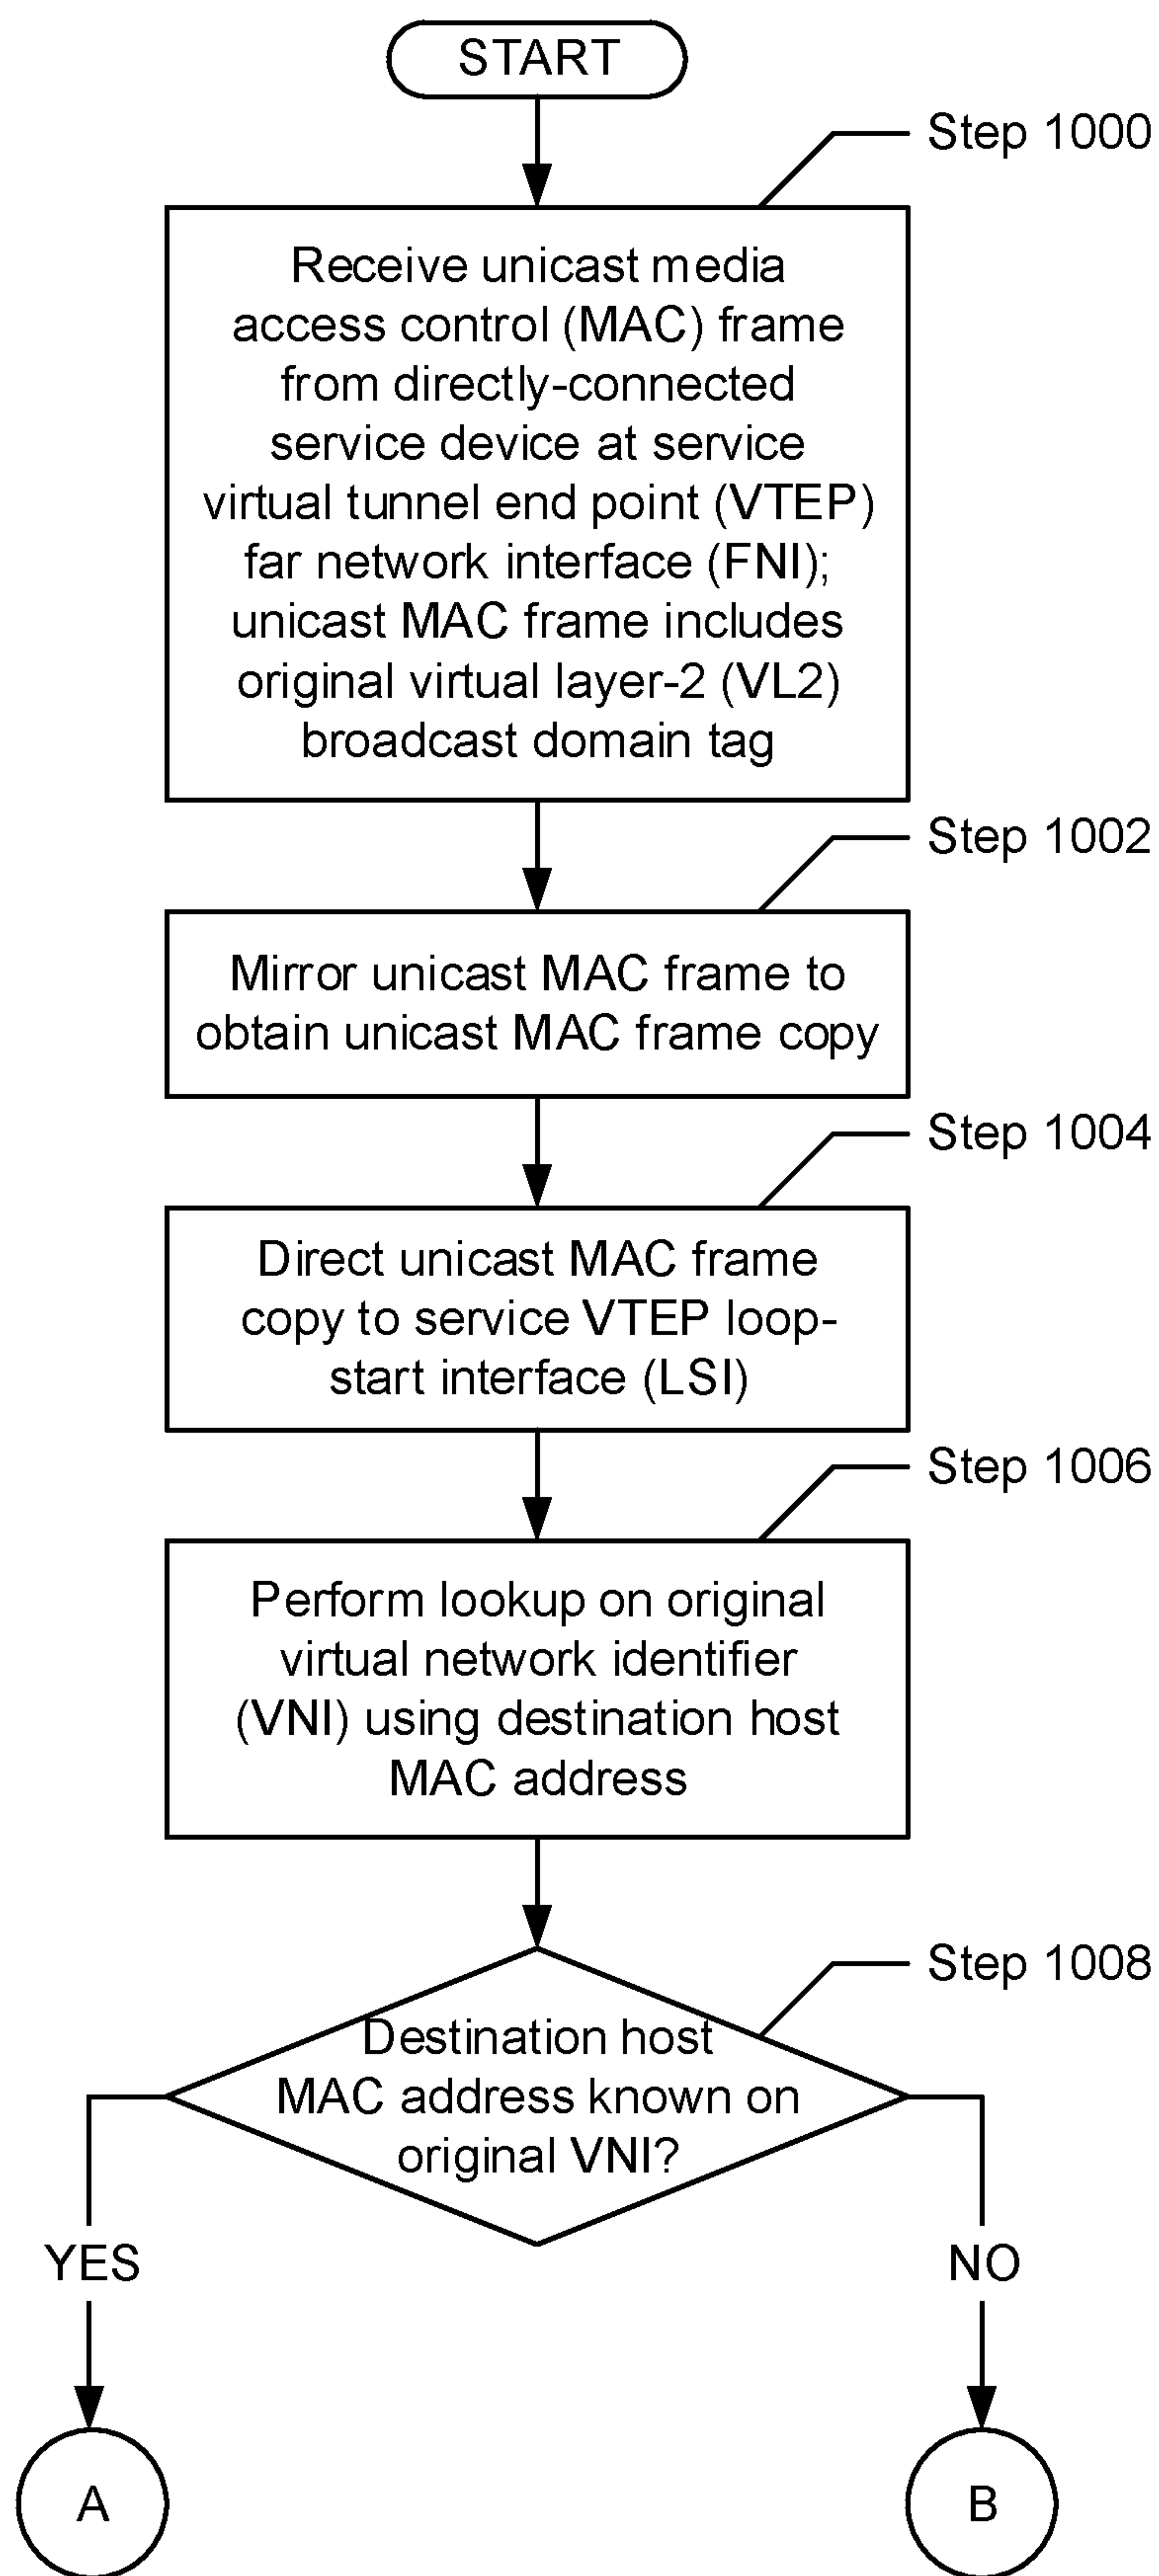 START
Step 1000
Receive unicast media
access control (MAC) frame
from directly-connected
service device at service
virtual tunnel end point (VTEP)
far network interface (FNI);
unicast MAC frame includes
original virtual layer-2 (VL2)
broadcast domain tag
Step 1002
Mirror unicast MAC frame to
obtain unicast MAC frame copy
Step 1004
Direct unicast MAC frame
copy to service VTEP loop-
start interface (LSI)
Step 1006
Perform lookup on original
virtual network identifier
(VNI) using destination host
MAC address
Step 1008
Destination host
MAC address known on
original VNI?
YES
NO
A
B